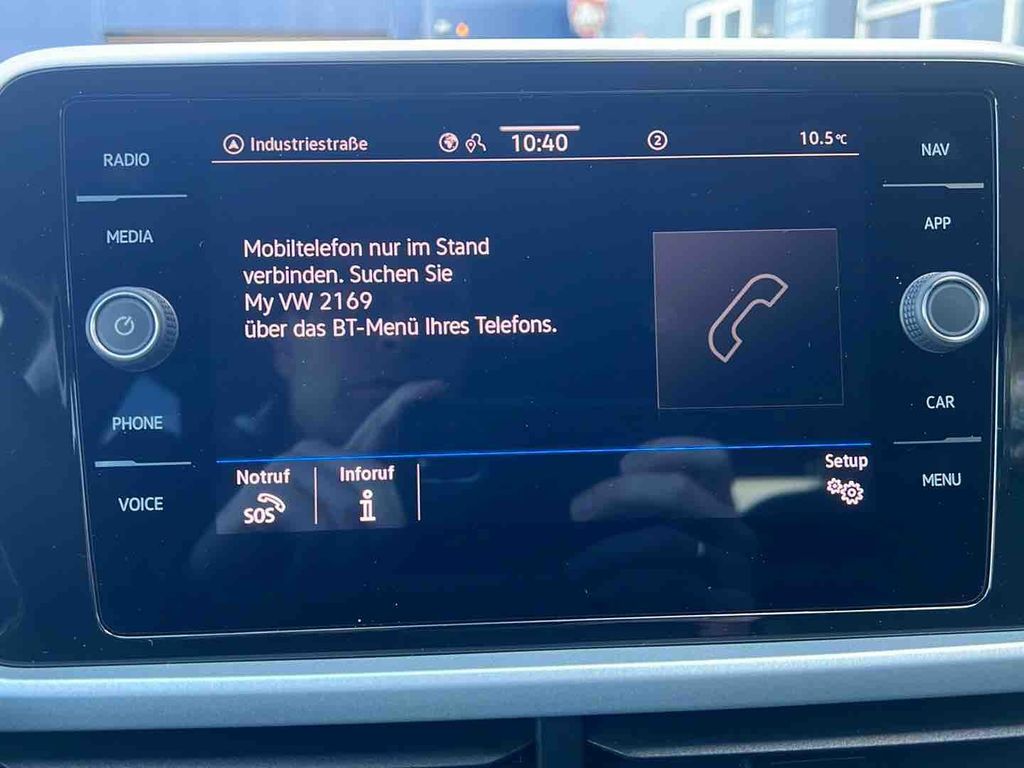 Industriestraße
10:40
2
10.5°C
RADIO
NAV
MEDIA
APP
Mobiltelefon nur im Stand
verbinden. Suchen Sie
My VW 2169
über das BT-Menü Ihres Telefons.
PHONE
CAR
VOICE
MENU
Notruf
SOS
Inforuf
i
Setup